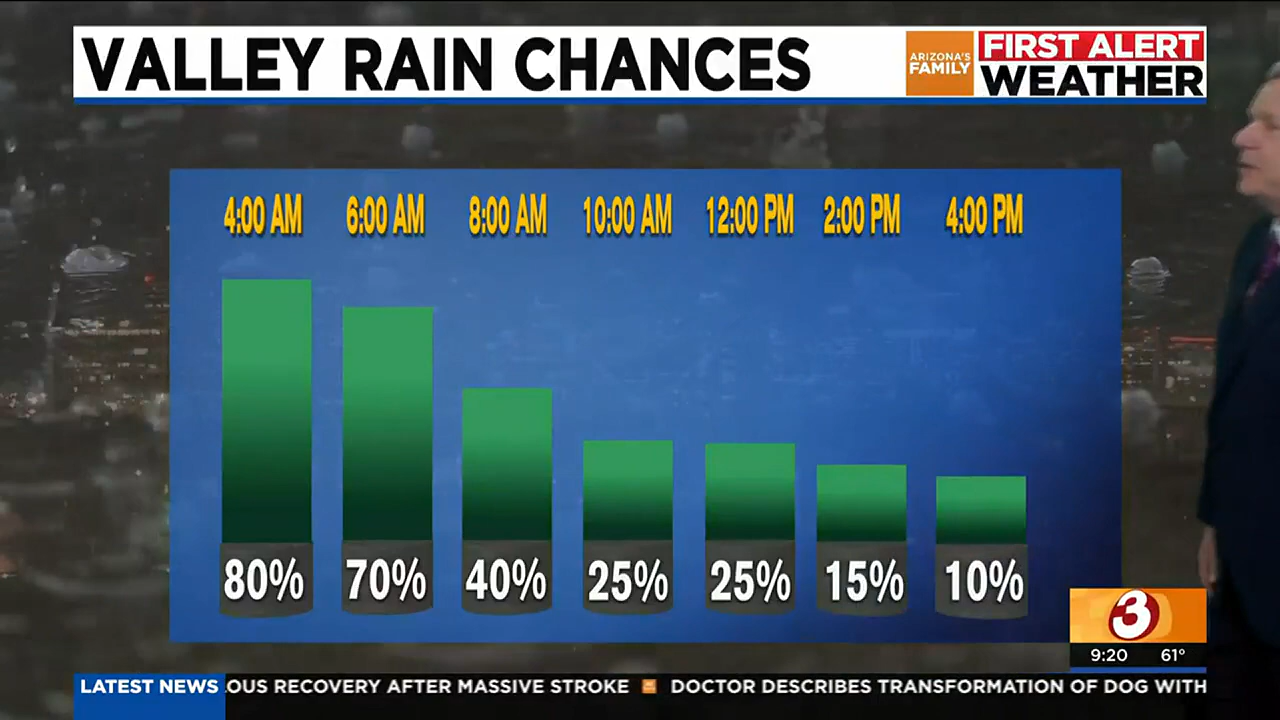 VALLEY RAIN CHANCES
ARIZONA'S
FAMILY
FIRST ALERT
WEATHER
4:00 AM 6:00 AM 8:00 AM 10:00 AM 12:00 PM 2:00 PM 4:00 PM
80% 70% 40% 25% 25% 15% 10%
3
9:20 61°
LATEST NEWS OUS RECOVERY AFTER MASSIVE STROKE DOCTOR DESCRIBES TRANSFORMATION OF DOG WITH